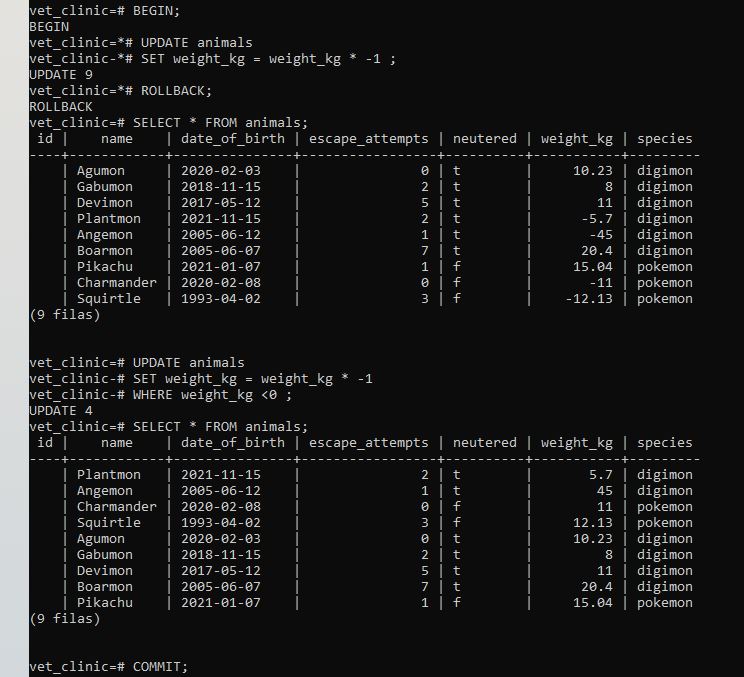 vet_clinic=# BEGIN;
BEGIN
vet_clinic=*# UPDATE animals
vet_clinic-*# SET weight_kg = weight_kg * -1 ;
UPDATE 9
vet_clinic=*# ROLLBACK;
ROLLBACK
vet_clinic=# SELECT * FROM animals;
 id |    name    | date_of_birth | escape_attempts | neutered | weight_kg | species
----+------------+---------------+-----------------+----------+-----------+---------
    | Agumon     | 2020-02-03    |               0 | t        |     10.23 | digimon
    | Gabumon    | 2018-11-15    |               2 | t        |         8 | digimon
    | Devimon    | 2017-05-12    |               5 | t        |        11 | digimon
    | Plantmon   | 2021-11-15    |               2 | t        |      -5.7 | digimon
    | Angemon    | 2005-06-12    |               1 | t        |       -45 | digimon
    | Boarmon    | 2005-06-07    |               7 | t        |      20.4 | digimon
    | Pikachu    | 2021-01-07    |               1 | f        |     15.04 | pokemon
    | Charmander | 2020-02-08    |               0 | f        |       -11 | pokemon
    | Squirtle   | 1993-04-02    |               3 | f        |    -12.13 | pokemon
(9 filas)
vet_clinic=# UPDATE animals
vet_clinic-# SET weight_kg = weight_kg * -1
vet_clinic-# WHERE weight_kg <0 ;
UPDATE 4
vet_clinic=# SELECT * FROM animals;
 id |    name    | date_of_birth | escape_attempts | neutered | weight_kg | species
----+------------+---------------+-----------------+----------+-----------+---------
    | Plantmon   | 2021-11-15    |               2 | t        |       5.7 | digimon
    | Angemon    | 2005-06-12    |               1 | t        |        45 | digimon
    | Charmander | 2020-02-08    |               0 | f        |        11 | pokemon
    | Squirtle   | 1993-04-02    |               3 | f        |     12.13 | pokemon
    | Agumon     | 2020-02-03    |               0 | t        |     10.23 | digimon
    | Gabumon    | 2018-11-15    |               2 | t        |         8 | digimon
    | Devimon    | 2017-05-12    |               5 | t        |        11 | digimon
    | Boarmon    | 2005-06-07    |               7 | t        |      20.4 | digimon
    | Pikachu    | 2021-01-07    |               1 | f        |     15.04 | pokemon
(9 filas)
vet_clinic=# COMMIT;